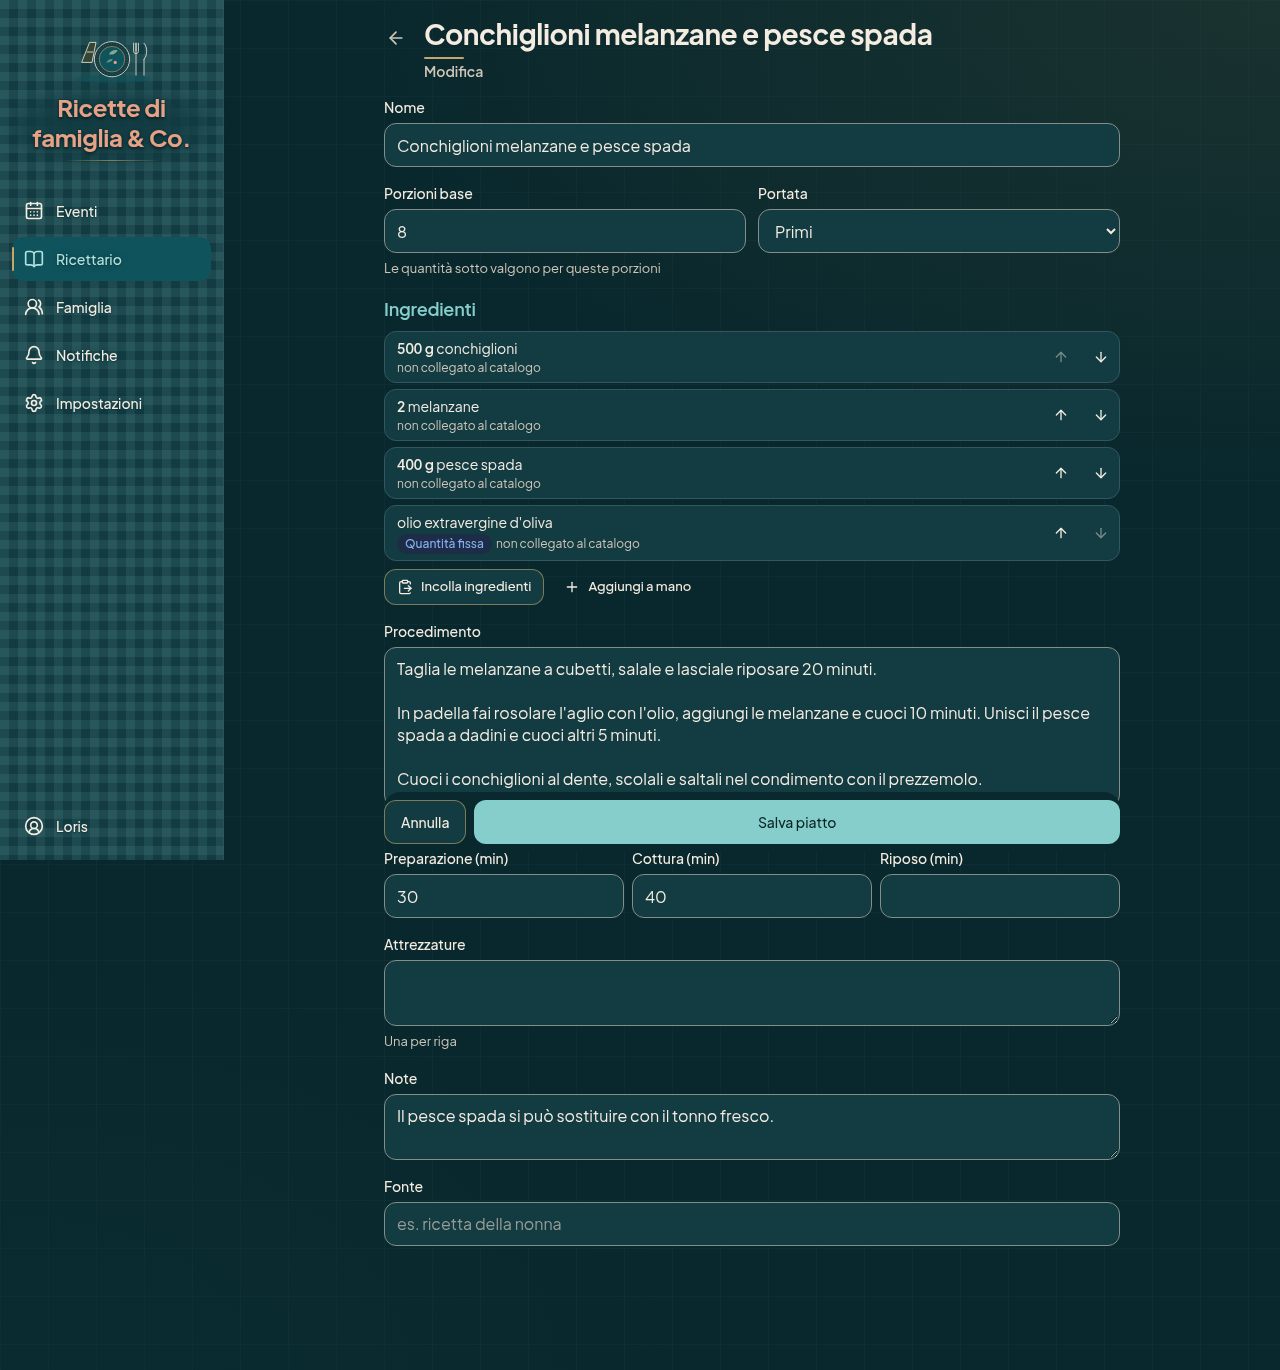 Ricette di
famiglia & Co.
Eventi
Ricettario
Famiglia
Notifiche
Impostazioni
Loris
Conchiglioni melanzane e pesce spada
Modifica
Nome
Conchiglioni melanzane e pesce spada
Porzioni base
Portata
8
Primi
Le quantità sotto valgono per queste porzioni
Ingredienti
500 g conchiglioni
non collegato al catalogo
2 melanzane
non collegato al catalogo
400 g pesce spada
non collegato al catalogo
olio extravergine d'oliva
Quantità fissa non collegato al catalogo
Incolla ingredienti
Aggiungi a mano
Procedimento
Taglia le melanzane a cubetti, salale e lasciale riposare 20 minuti.
In padella fai rosolare l'aglio con l'olio, aggiungi le melanzane e cuoci 10 minuti. Unisci il pesce
spada a dadini e cuoci altri 5 minuti.
Cuoci i conchiglioni al dente, scolali e saltali nel condimento con il prezzemolo.
Annulla
Salva piatto
Preparazione (min)
Cottura (min)
Riposo (min)
30
40
Attrezzature
Una per riga
Note
Il pesce spada si può sostituire con il tonno fresco.
Fonte
es. ricetta della nonna